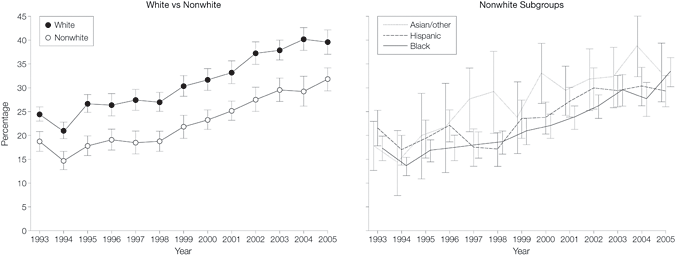 White vs Nonwhite
White
Nonwhite
Percentage
45
40
35
30
25
20
15
10
5
0
1993 1994 1995 1996 1997 1998 1999 2000 2001 2002 2003 2004 2005
Year
Nonwhite Subgroups
Asian/other
Hispanic
Black
1993 1994 1995 1996 1997 1998 1999 2000 2001 2002 2003 2004 2005
Year